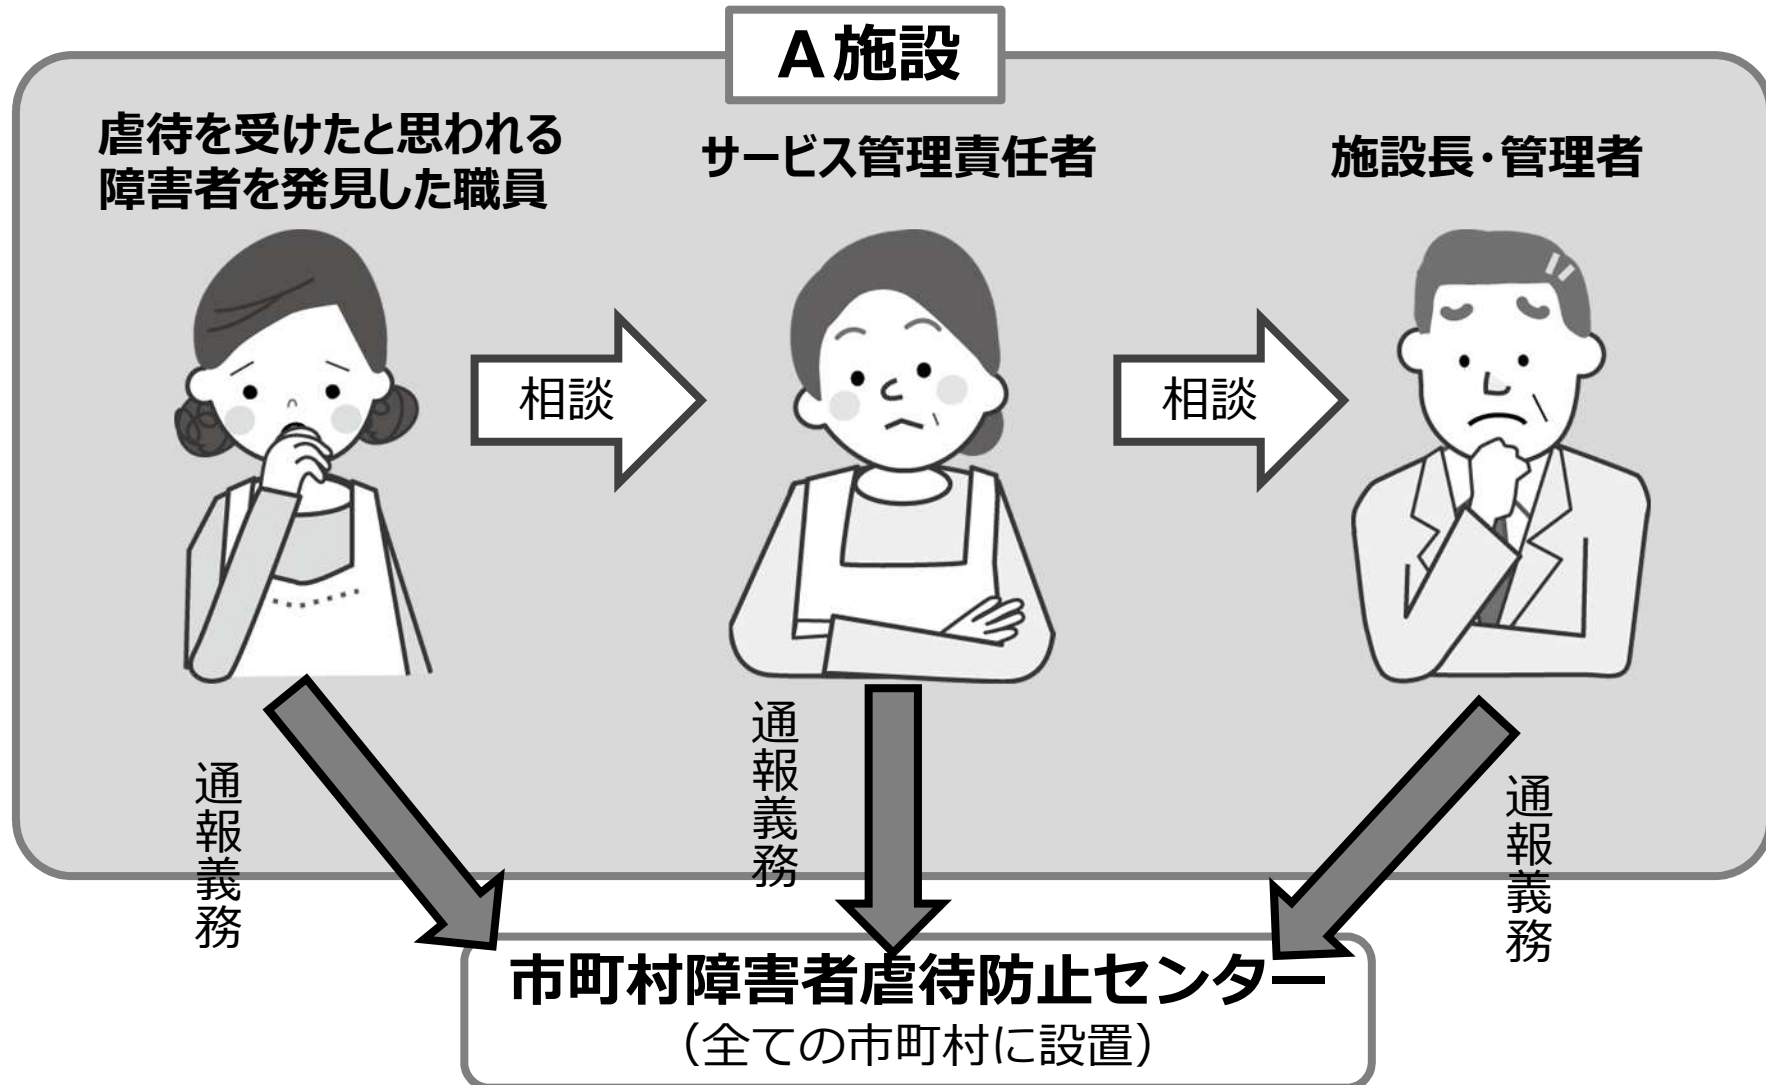 A施設
虐待を受けたと思われる
障害者を発見した職員
サービス管理責任者
施設長・管理者
相談
相談
通報義務
通報義務
通報義務
市町村障害者虐待防止センター
（全ての市町村に設置）